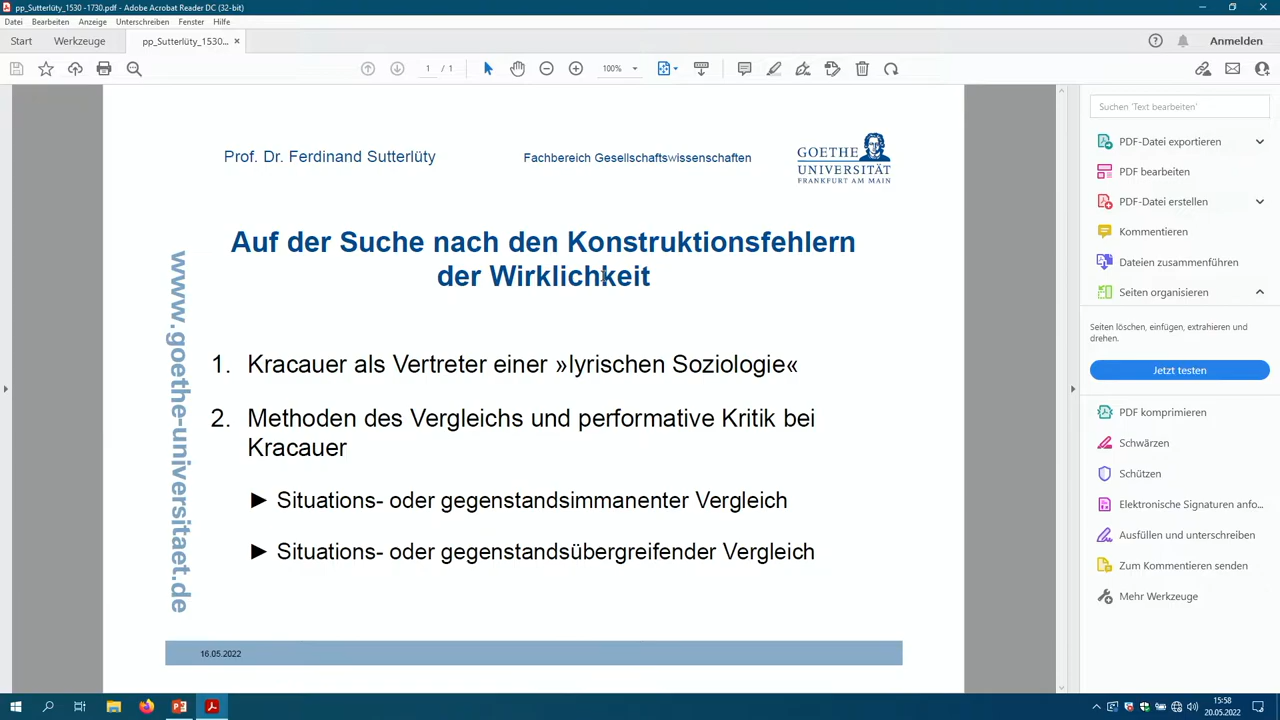 pp_Sutterlüty_1530 -1730.pdf - Adobe Acrobat Reader DC (32-bit)
Datei Bearbeiten Anzeige Unterschreiben Fenster Hilfe
Start Werkzeuge pp_Sutterlüty_1530... × Anmelden
1 / 1 100%
Suchen 'Text bearbeiten'
PDF-Datei exportieren
PDF bearbeiten
PDF-Datei erstellen
Kommentieren
Dateien zusammenführen
Seiten organisieren
Seiten löschen, einfügen, extrahieren und
drehen.
Jetzt testen
PDF komprimieren
Schwärzen
Schützen
Elektronische Signaturen anfo...
Ausfüllen und unterschreiben
Zum Kommentieren senden
Mehr Werkzeuge
Prof. Dr. Ferdinand Sutterlüty
Fachbereich Gesellschaftswissenschaften
GOETHE
UNIVERSITÄT
FRANKFURT AM MAIN
www.goethe-universitaet.de
Auf der Suche nach den Konstruktionsfehlern
der Wirklichkeit
1. Kracauer als Vertreter einer »lyrischen Soziologie«
2. Methoden des Vergleichs und performative Kritik bei
Kracauer
► Situations- oder gegenstandsimmanenter Vergleich
► Situations- oder gegenstandsübergreifender Vergleich
16.05.2022
15:58
20.05.2022